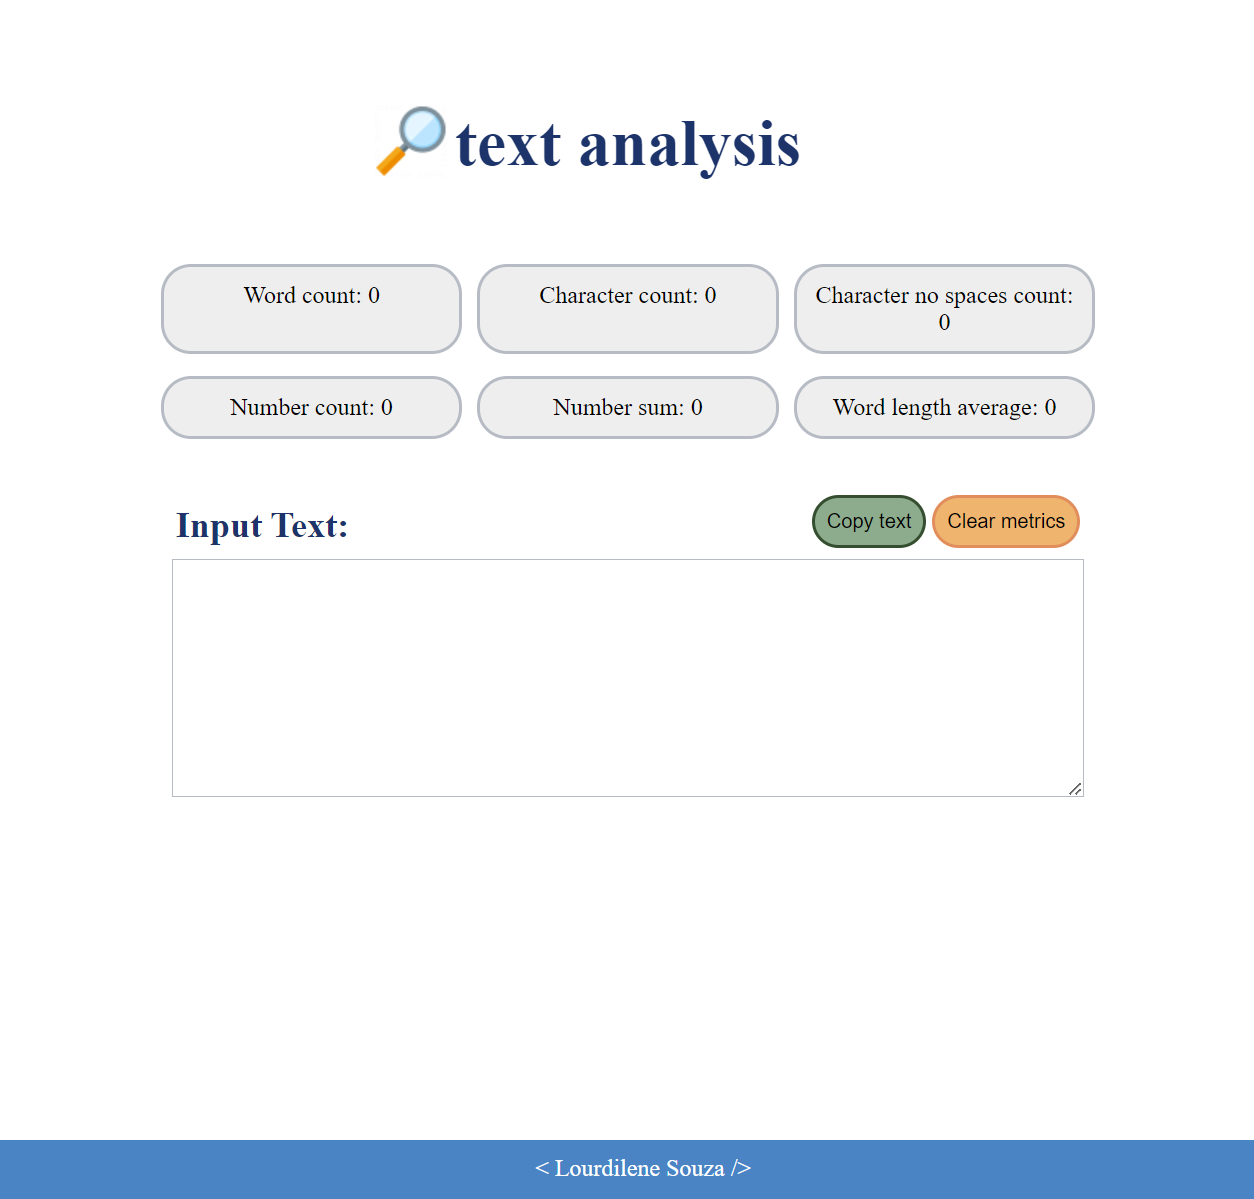 text analysis
Word count: 0
Character count: 0
Character no spaces count:
0
Number count: 0
Number sum: 0
Word length average: 0
Input Text:
Copy text
Clear metrics
< Lourdilene Souza />